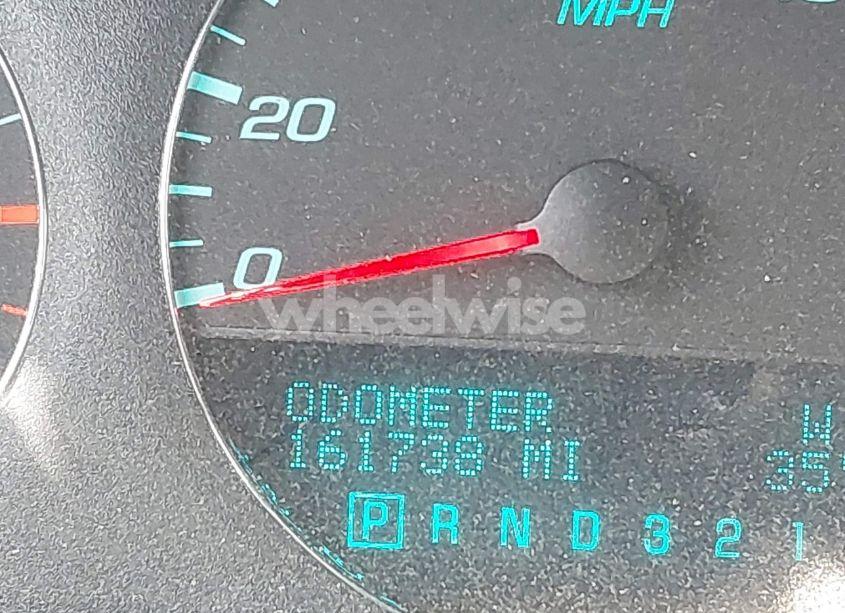 MPH
20
0
wheelwise
ODOMETER
W
161738 MI
P R N D 3 2 1